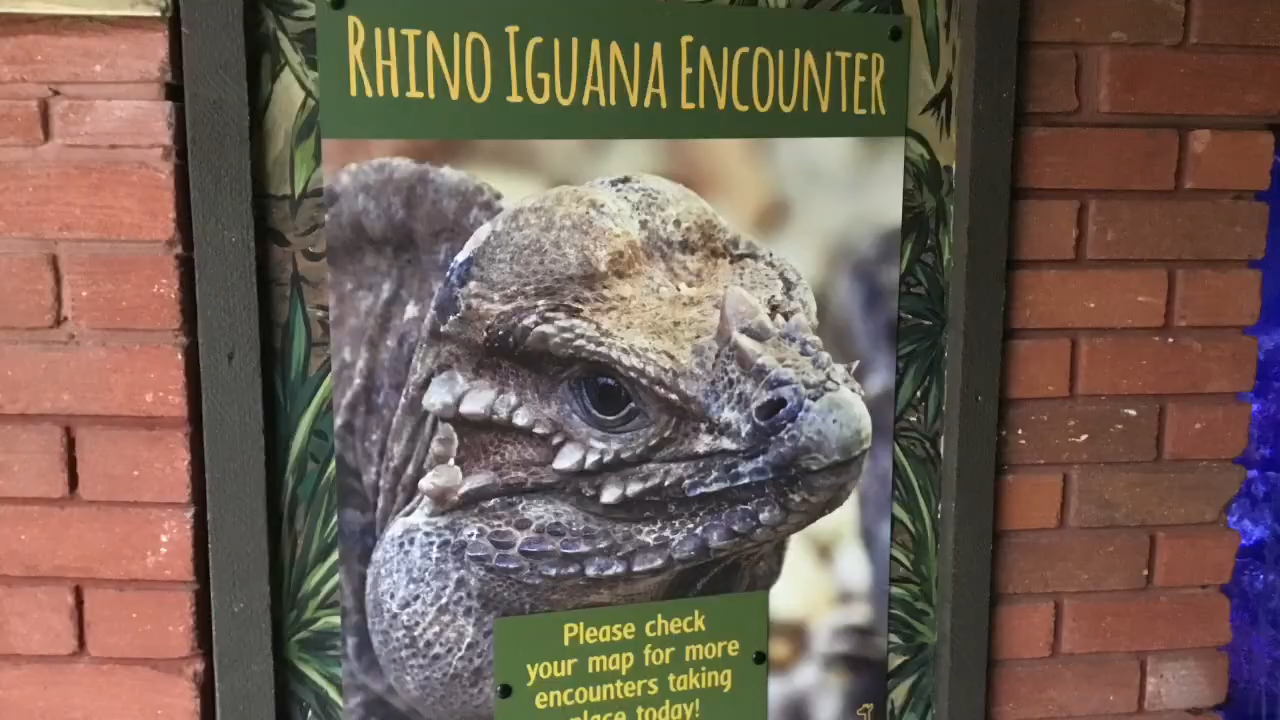 RHINO IGUANA ENCOUNTER
Please check
your map for more
encounters taking
place today!